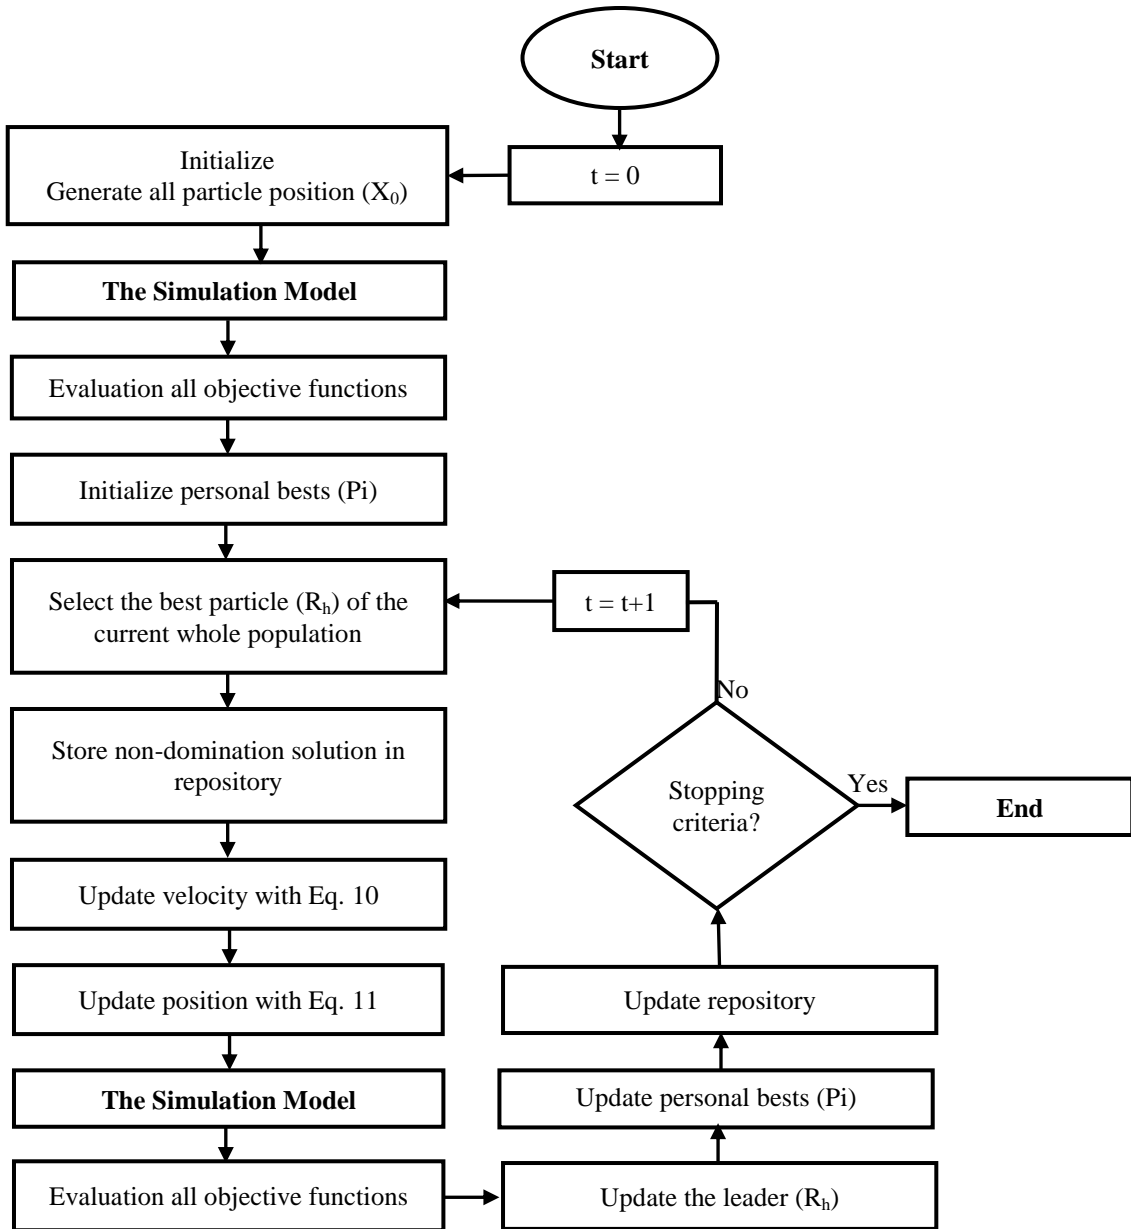 Start
t = 0
Initialize
Generate all particle position (X₀)
The Simulation Model
Evaluation all objective functions
Initialize personal bests (Pi)
Select the best particle (Rₕ) of the
current whole population
t = t+1
Store non-domination solution in
repository
Update velocity with Eq. 10
Update position with Eq. 11
The Simulation Model
Evaluation all objective functions
Update the leader (Rₕ)
Update personal bests (Pi)
Update repository
Stopping
criteria?
No
Yes
End